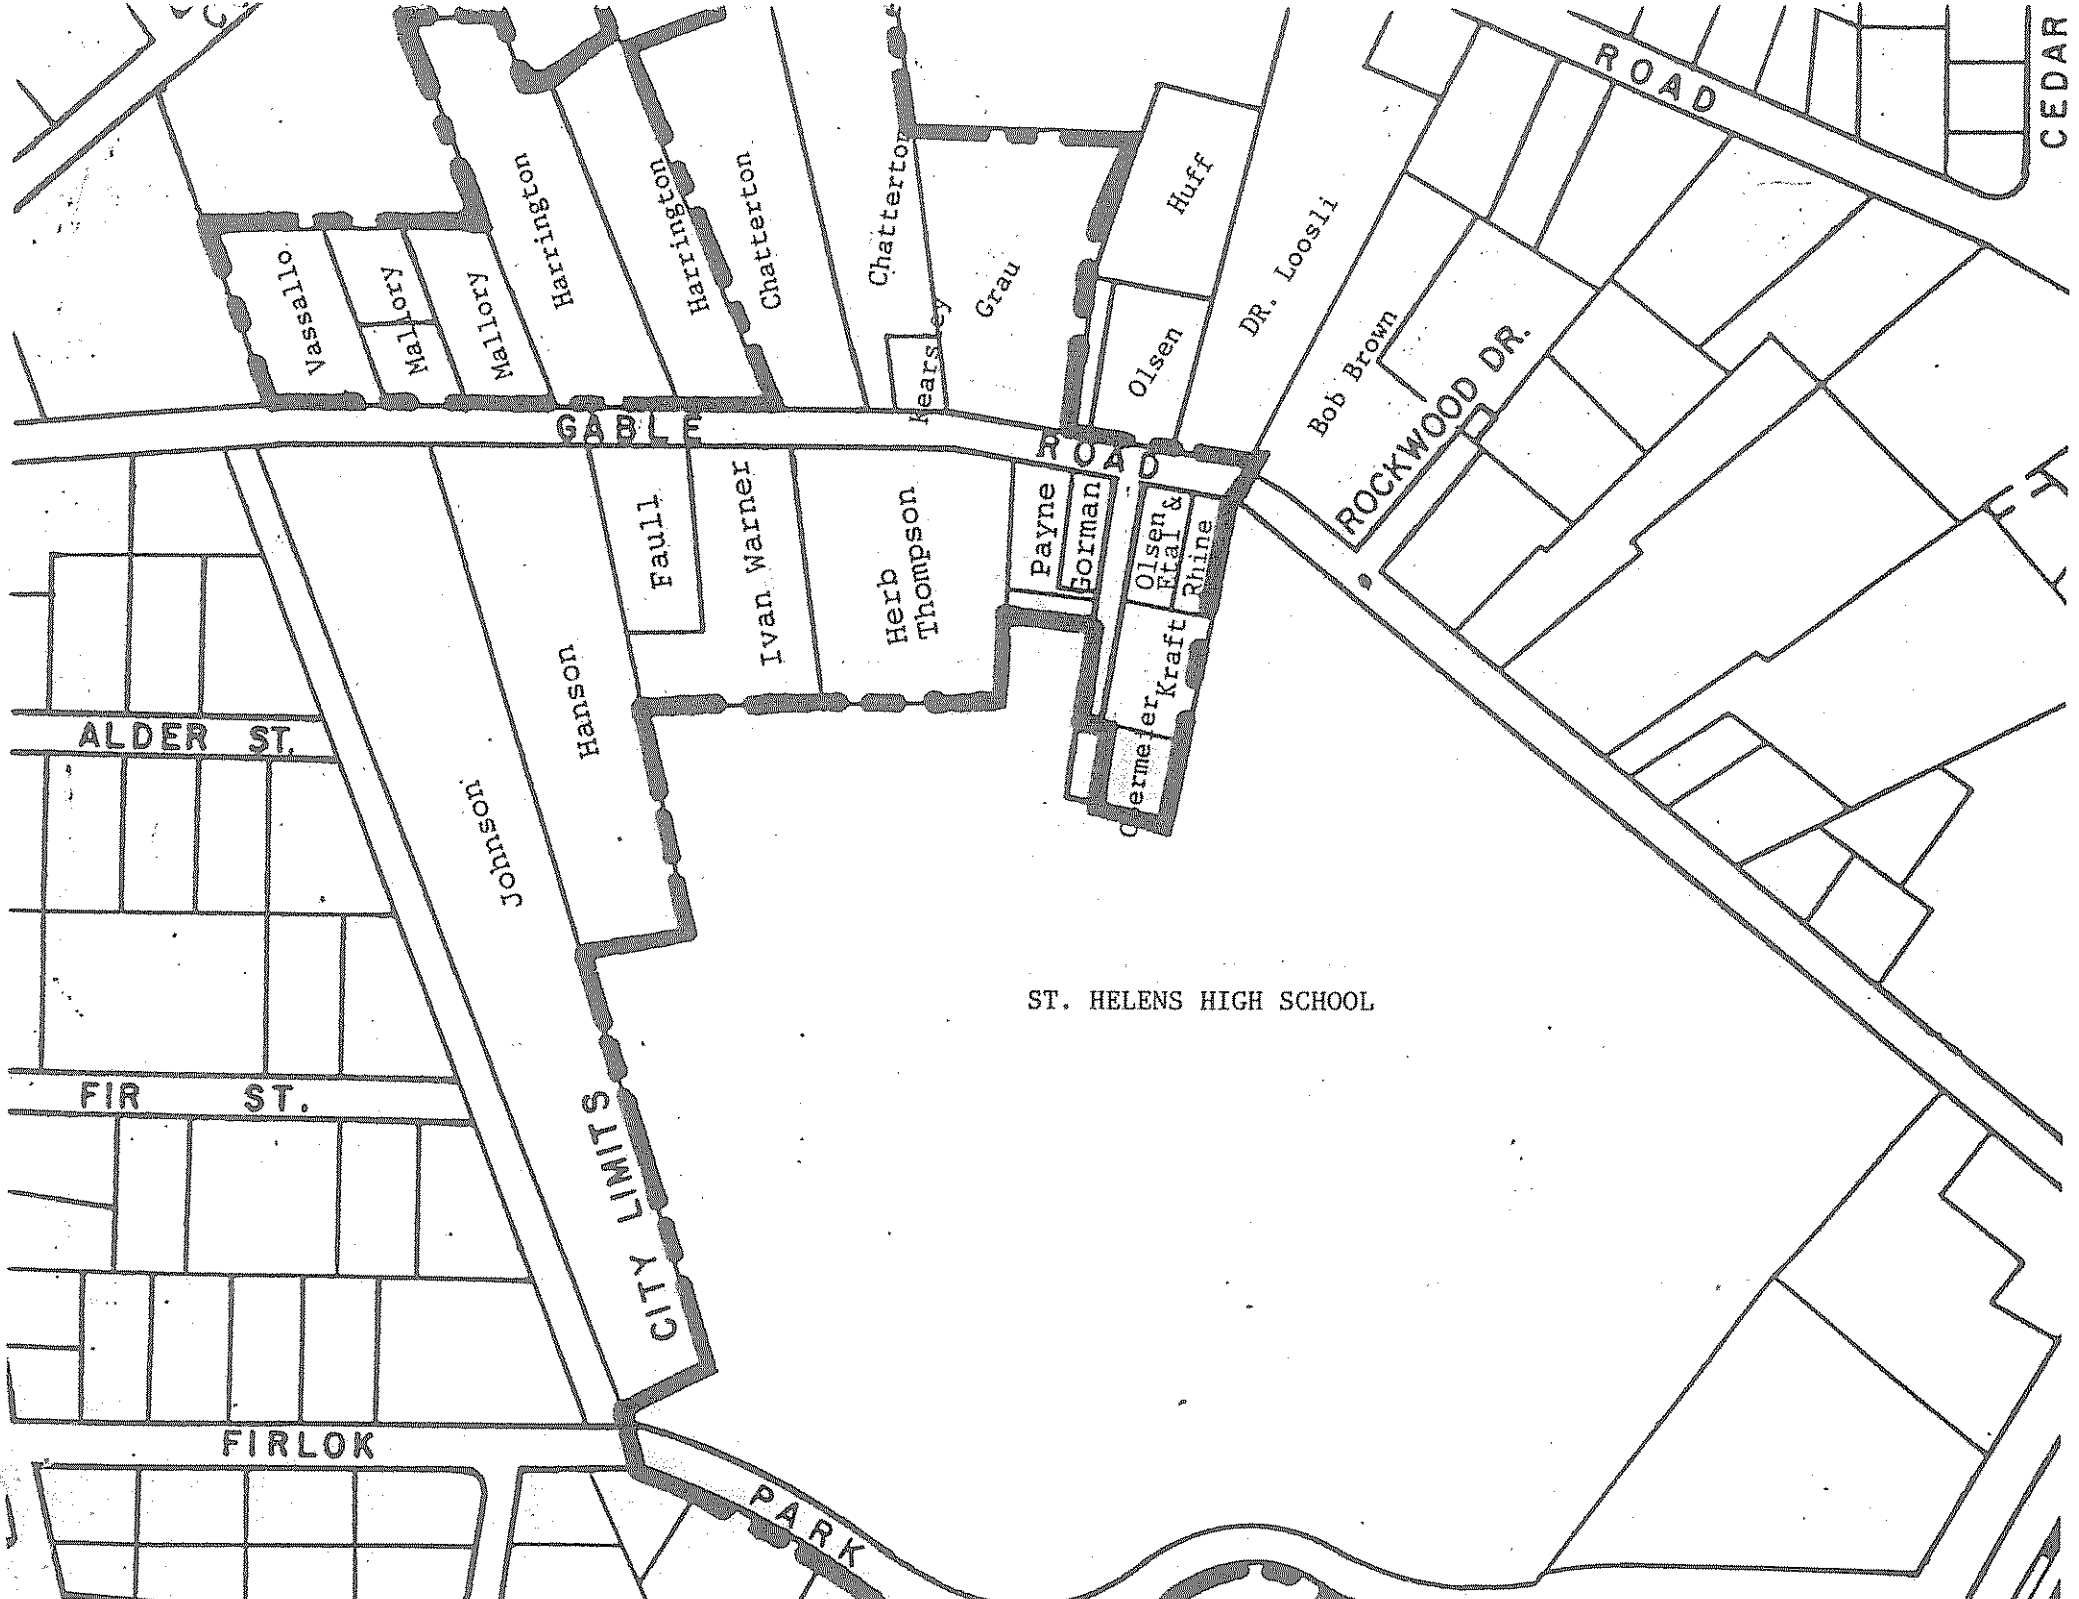 ROAD
CEDAR
Harrington
Harrington
Chatterton
Chatterton
Huff
DR. Loosli
Vassallo
Mallory
Mallory
Mallory
Grau
Kearsley
Olsen
Bob Brown
ROCKWOOD DR.
GABLE
ROAD
Faull
Ivan Warner
Herb
Thompson
Payne
Gorman
Olsen
Etal &
Rhine
Kraft
Hanson
ALDER ST.
Johnson
ST. HELENS HIGH SCHOOL
FIR ST.
CITY LIMITS
FIRLOK
PARK